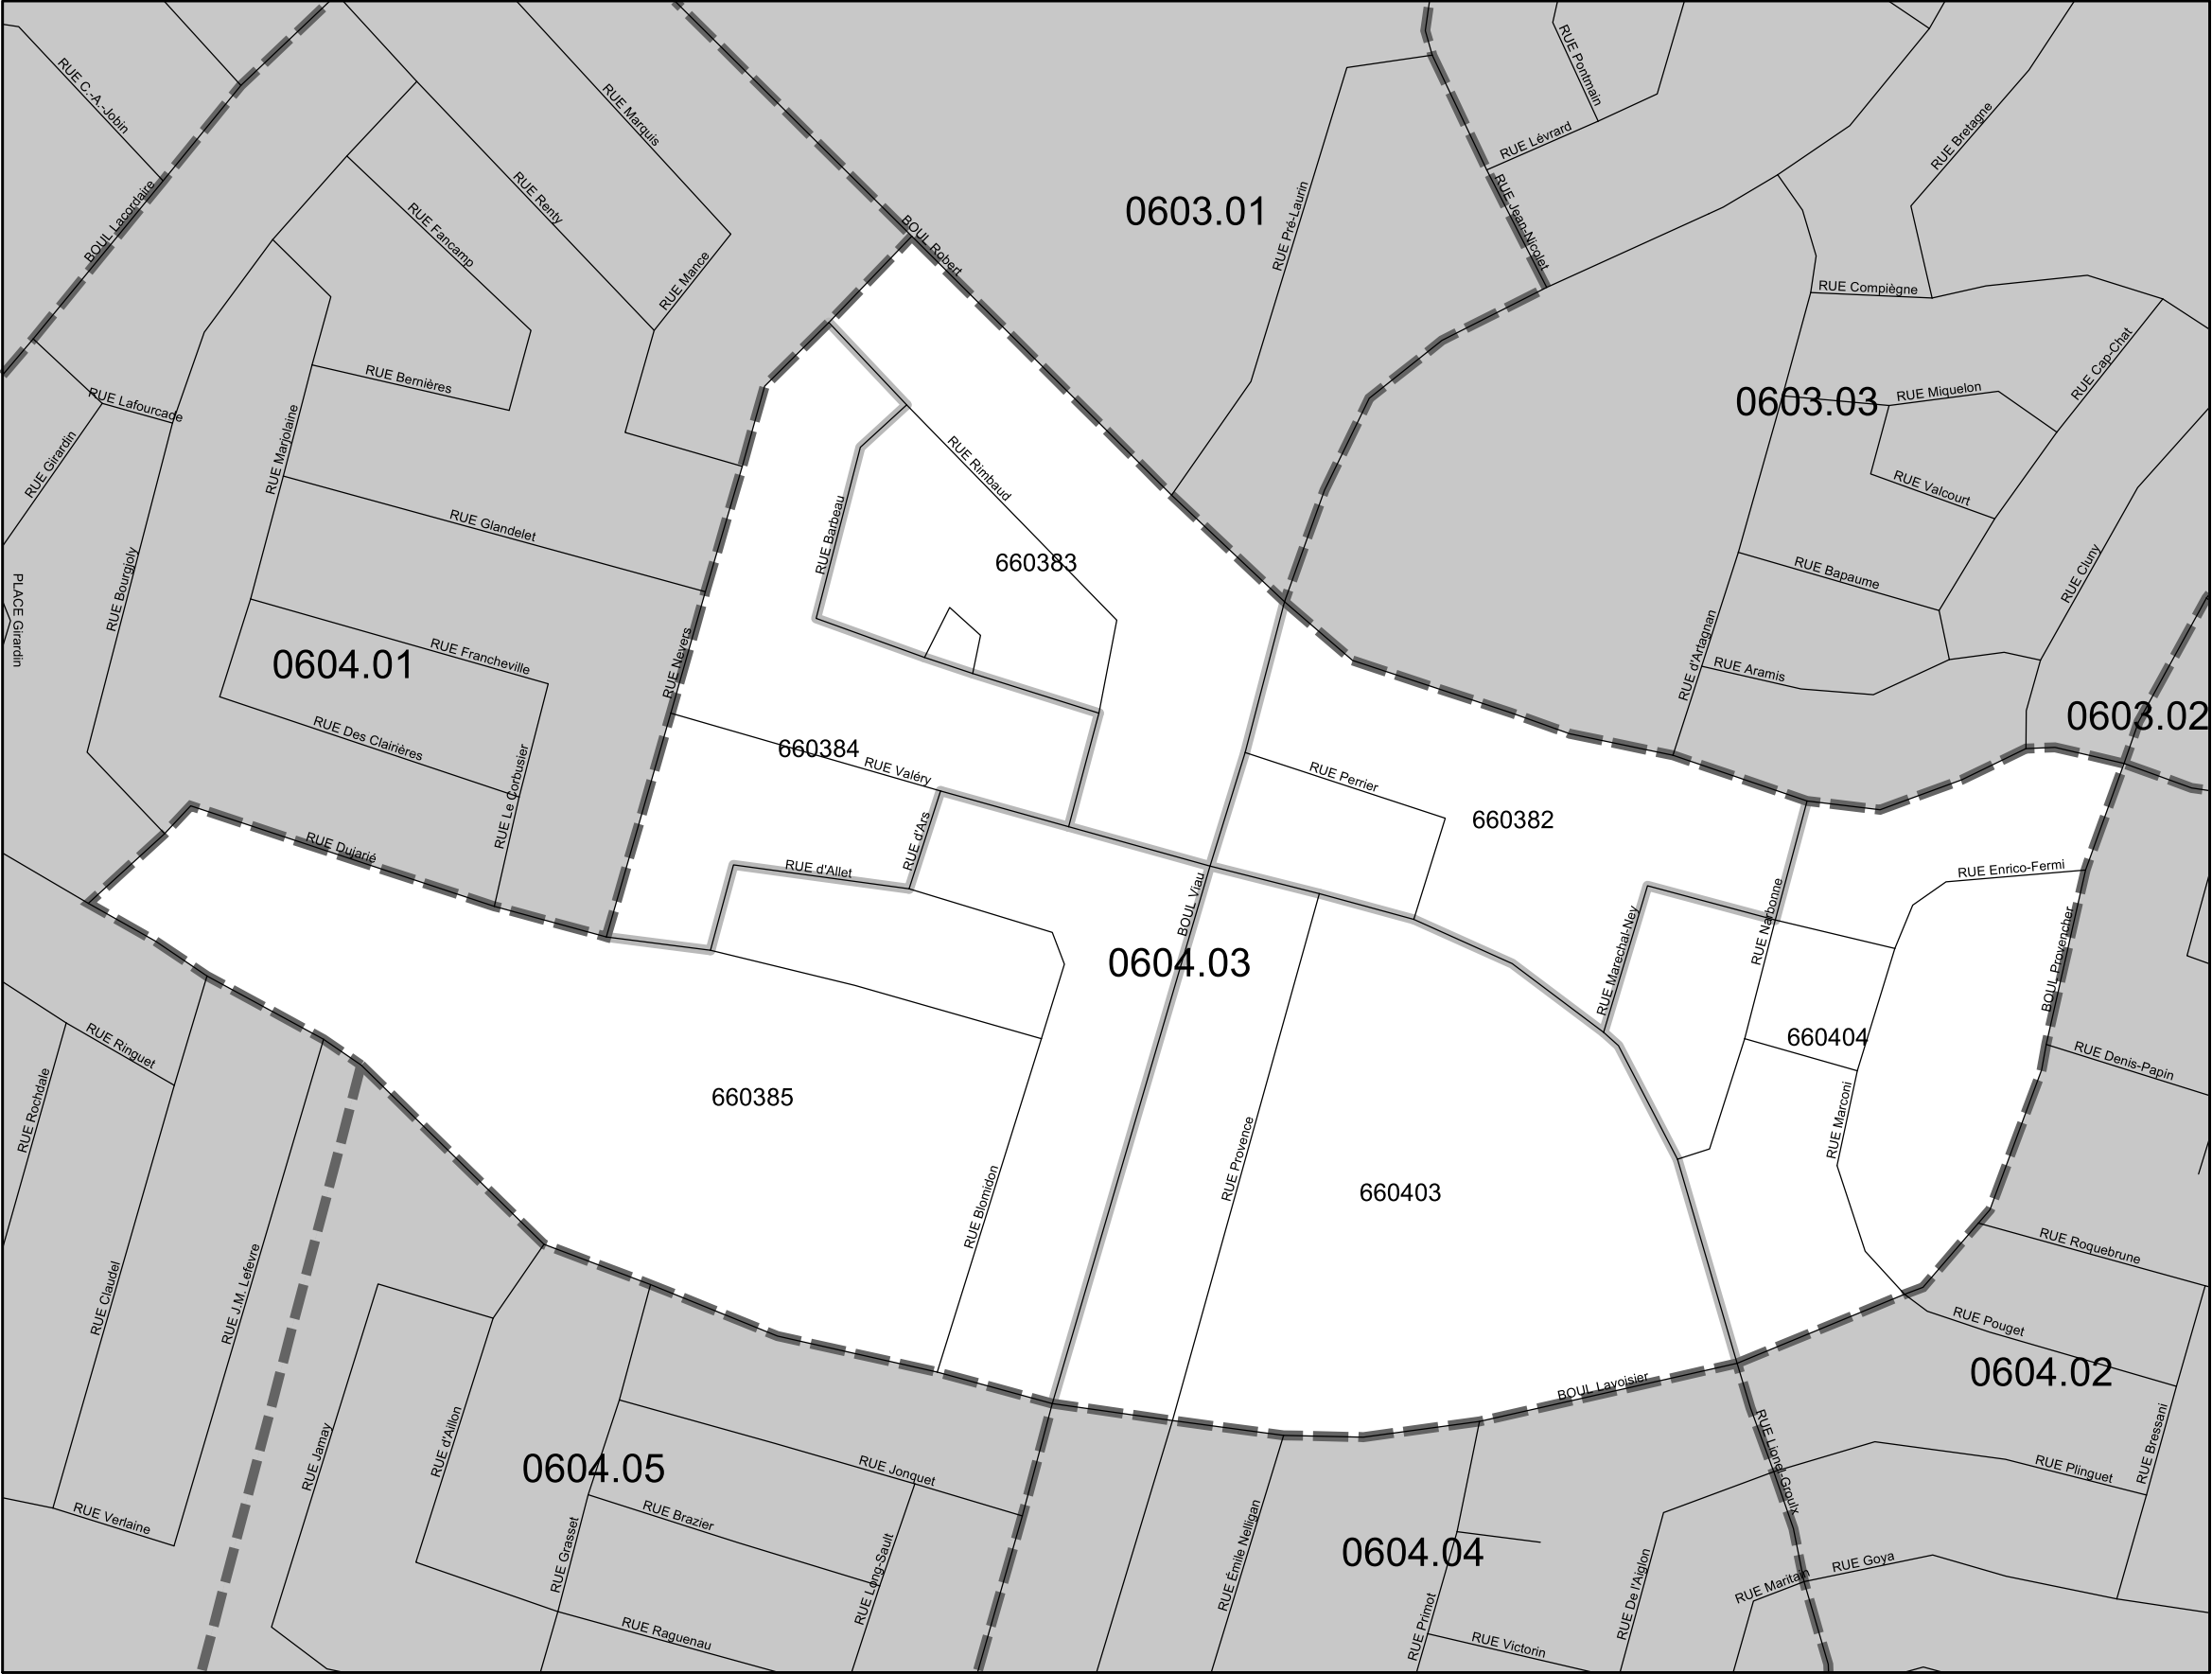 RUE C.-A.-Jobin
RUE Marquis
RUE Pontmain
RUE Lévrard
RUE Bretagne
BOUL Lacordaire
RUE Renty
RUE Fancamp
RUE Mance
BOUL Robert
0603.01
RUE Pré-Laurin
RUE Jean-Nicolet
RUE Compiègne
RUE Cap-Chat
RUE Bernières
RUE Lafourcade
RUE Girardin
RUE Marjolaine
0603.03
RUE Miquelon
RUE Valcourt
RUE Rimbaud
RUE Glandelet
RUE Barbeau
660383
RUE Bourgjoly
PLACE Girardin
RUE Bapaume
RUE Cluny
RUE Francheville
0604.01
RUE Nevers
RUE d'Artagnan
RUE Aramis
0603.02
RUE Des Clairières
660384
RUE Valéry
RUE Perrier
RUE Le Corbusier
RUE d'Ars
660382
RUE Dujarié
RUE d'Allet
BOUL Viau
RUE Enrico-Fermi
RUE Narbonne
RUE Marechal-Ney
BOUL Provencher
0604.03
RUE Ringuet
RUE Rochdale
660404
RUE Denis-Papin
660385
RUE Marconi
RUE Provence
RUE Blomidon
660403
RUE Claudel
RUE J.M. Lefevre
RUE Roquebrune
RUE Pouget
0604.02
BOUL Lavoisier
RUE Jamay
RUE d'Aillon
0604.05
RUE Jonquet
RUE Lionel-Groulx
RUE Plinguet
RUE Bressani
RUE Verlaine
RUE Brazier
RUE Grasset
RUE Long-Sault
RUE Émile Nelligan
0604.04
RUE De l'Aiglon
RUE Maritain
RUE Goya
RUE Raguenau
RUE Primot
RUE Victorin